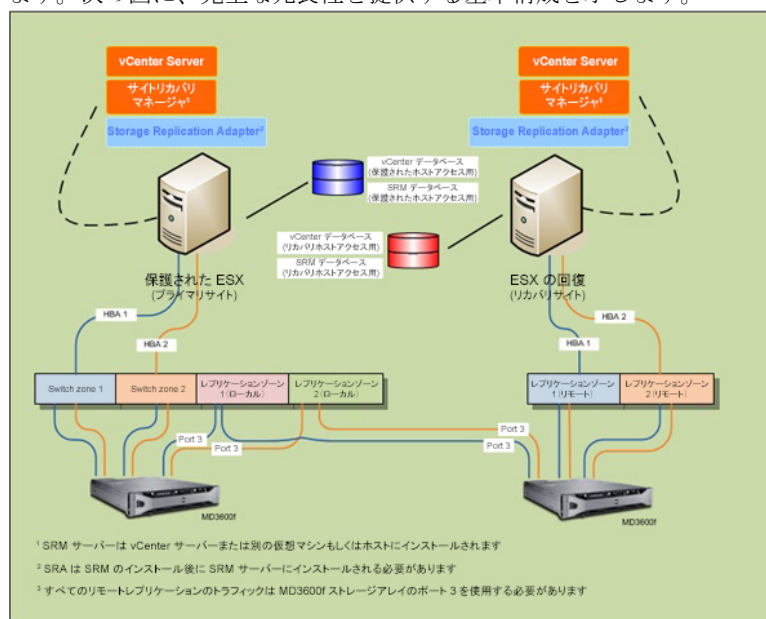 ます。次の図に、完全な冗長性を提供する基本構成を示します。
vCenter Server
サイトリカバリ
マネージャ¹
Storage Replication Adapter²
vCenter Server
サイトリカバリ
マネージャ²
Storage Replication Adapter²
vCenter データベース
(保護されたホストアクセス用)
SRM データベース
(保護されたホストアクセス用)
vCenter データベース
(リカバリホストアクセス用)
SRM データベース
(リカバリホストアクセス用)
保護された ESX
(プライマリサイト)
ESX の回復
(リカバリサイト)
HBA 1
HBA 2
HBA 1
HBA 2
Switch zone 1
Switch zone 2
レプリケーションゾーン
1 (ローカル)
レプリケーションゾーン
2 (ローカル)
レプリケーションゾーン
1 (リモート)
レプリケーションゾーン
2 (リモート)
Port 3
Port 3
Port 3
Port 3
MD3600f
MD3600f
¹ SRM サーバーは vCenter サーバーまたは別の仮想マシンもしくはホストにインストールされます
² SRA は SRM のインストール後に SRM サーバーにインストールされる必要があります
³ すべてのリモートレプリケーションのトラフィックは MD3600f ストレージアレイのポート 3 を使用する必要があります